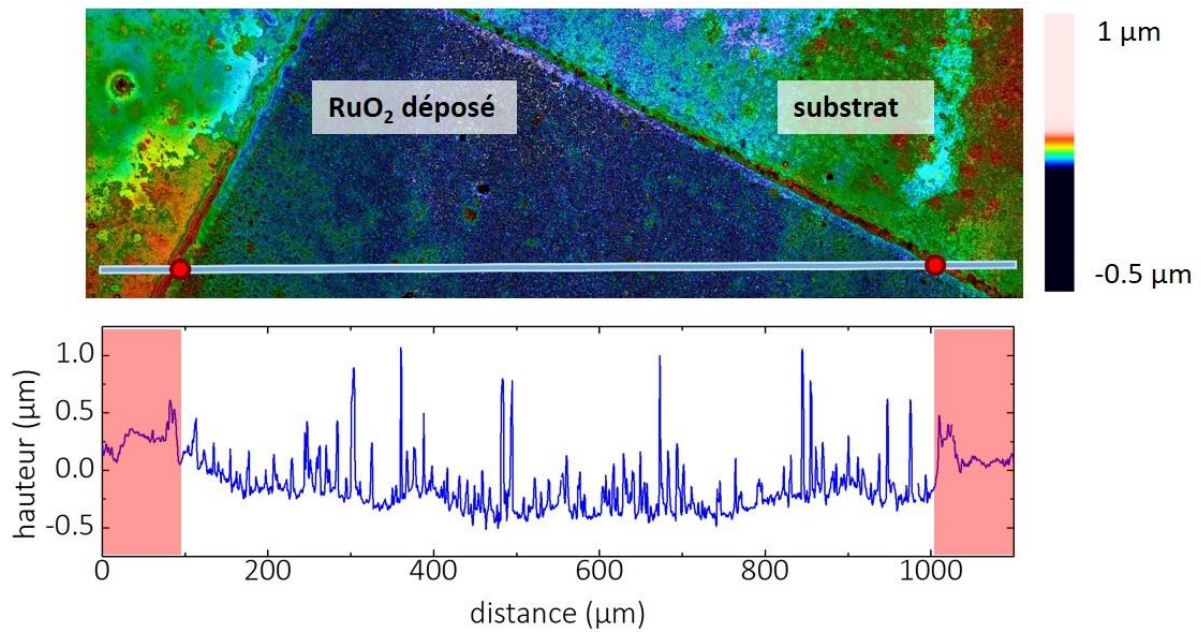 RuO₂ déposé
substrat
1 µm
-0.5 µm
hauteur (µm)
1.0
0.5
0.0
-0.5
0
200
400
600
800
1000
distance (µm)